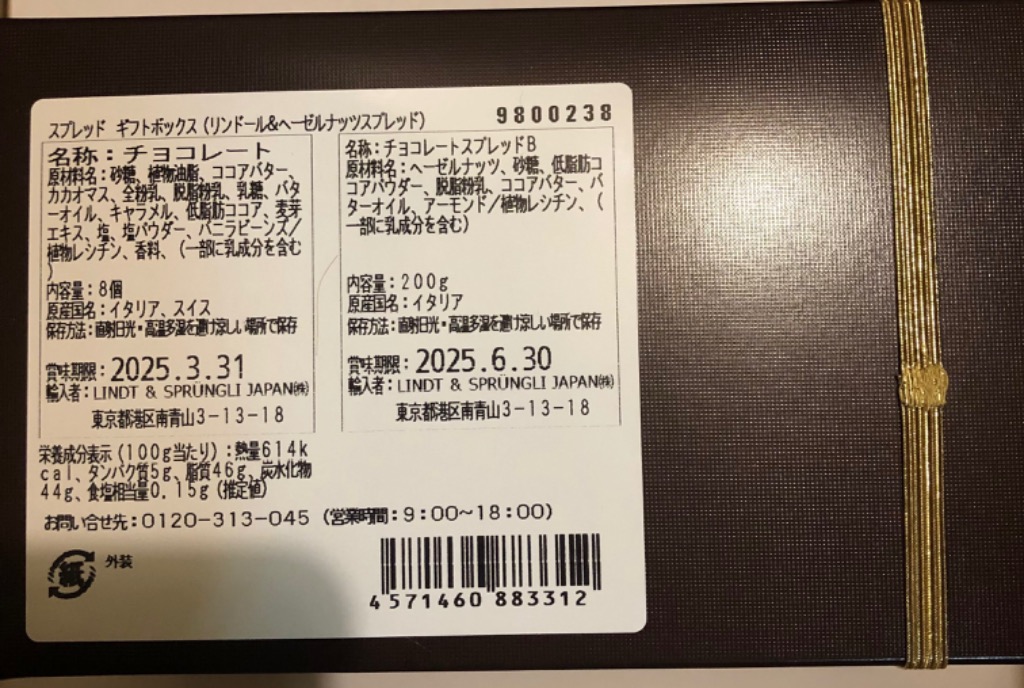 スプレッド ギフトボックス(リンドール&ヘーゼルナッツスプレッド)
9800238
名称:チョコレート
原材料名:砂糖、植物油脂、ココアバター、
カカオマス、全粉乳、脱脂粉乳、乳糖、バタ
ーオイル、キャラメル、低脂肪ココア、麦芽
エキス、塩、塩パウダー、バニラビーンズ/
植物レシチン、香料、(一部に乳成分を含む
)
内容量:8個
原産国名:イタリア、スイス
保存方法:直射日光・高温多湿を避け涼しい場所で保存
賞味期限:2025.3.31
輸入者:LINDT & SPRÜNGLI JAPAN㈱
東京都港区南青山3-13-18
名称:チョコレートスプレッドB
原材料名:ヘーゼルナッツ、砂糖、低脂肪コ
コアパウダー、脱脂粉乳、ココアバター、バ
ターオイル、アーモンド/植物レシチン、(
一部に乳成分を含む)
内容量:200g
原産国名:イタリア
保存方法:直射日光・高温多湿を避け涼しい場所で保存
賞味期限:2025.6.30
輸入者:LINDT & SPRÜNGLI JAPAN㈱
東京都港区南青山3-13-18
栄養成分表示(100g当たり):熱量614k
cal、タンパク質5g、脂質46g、炭水化物
44g、食塩相当量0.15g(推定値)
お問い合せ先:0120-313-045 (営業時間:9:00~18:00)
紙
外装
4 571460 883312